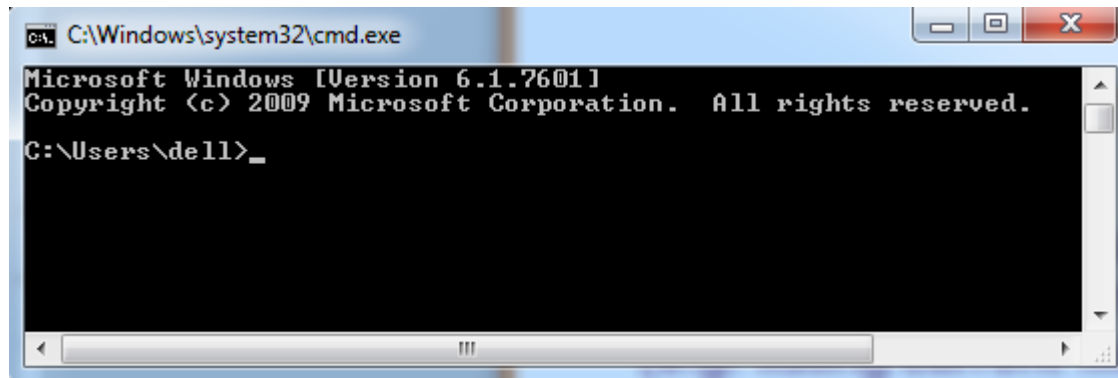 C:\Windows\system32\cmd.exe
Microsoft Windows [Version 6.1.7601]
Copyright (c) 2009 Microsoft Corporation.  All rights reserved.
C:\Users\dell>_